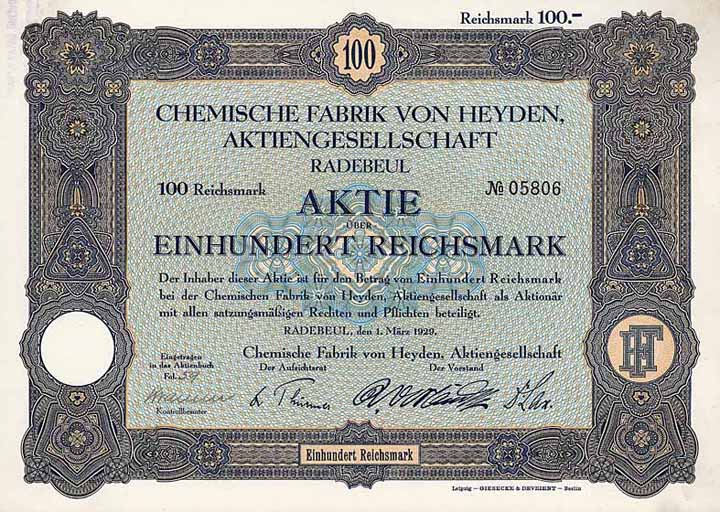 Reichsmark 100.–
100
CHEMISCHE FABRIK VON HEYDEN,
AKTIENGESELLSCHAFT
RADEBEUL
100 Reichsmark № 05806
AKTIE
ÜBER
EINHUNDERT REICHSMARK
Der Inhaber dieser Aktie ist für den Betrag von Einhundert Reichsmark
bei der Chemischen Fabrik von Heyden, Aktiengesellschaft als Aktionär
mit allen satzungsmäßigen Rechten und Pflichten beteiligt.
RADEBEUL, den 1. März 1929.
Eingetragen
in das Aktienbuch
Fol. 39
Kontrollbeamter
Chemische Fabrik von Heyden, Aktiengesellschaft
Der Aufsichtsrat Der Vorstand
Einhundert Reichsmark
Leipzig – GIESECKE & DEVRIENT – Berlin